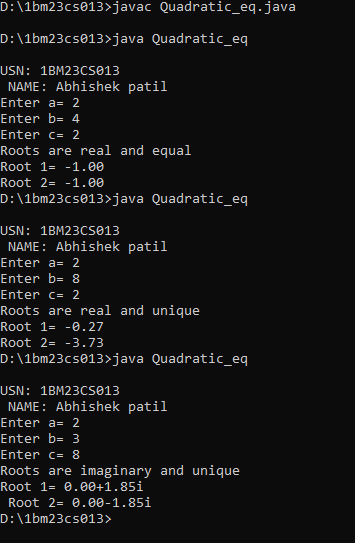 D:\1bm23cs013>javac Quadratic_eq.java
D:\1bm23cs013>java Quadratic_eq
USN: 1BM23CS013
 NAME: Abhishek patil
Enter a= 2
Enter b= 4
Enter c= 2
Roots are real and equal
Root 1= -1.00
Root 2= -1.00
D:\1bm23cs013>java Quadratic_eq
USN: 1BM23CS013
 NAME: Abhishek patil
Enter a= 2
Enter b= 8
Enter c= 2
Roots are real and unique
Root 1= -0.27
Root 2= -3.73
D:\1bm23cs013>java Quadratic_eq
USN: 1BM23CS013
 NAME: Abhishek patil
Enter a= 2
Enter b= 3
Enter c= 8
Roots are imaginary and unique
Root 1= 0.00+1.85i
 Root 2= 0.00-1.85i
D:\1bm23cs013>